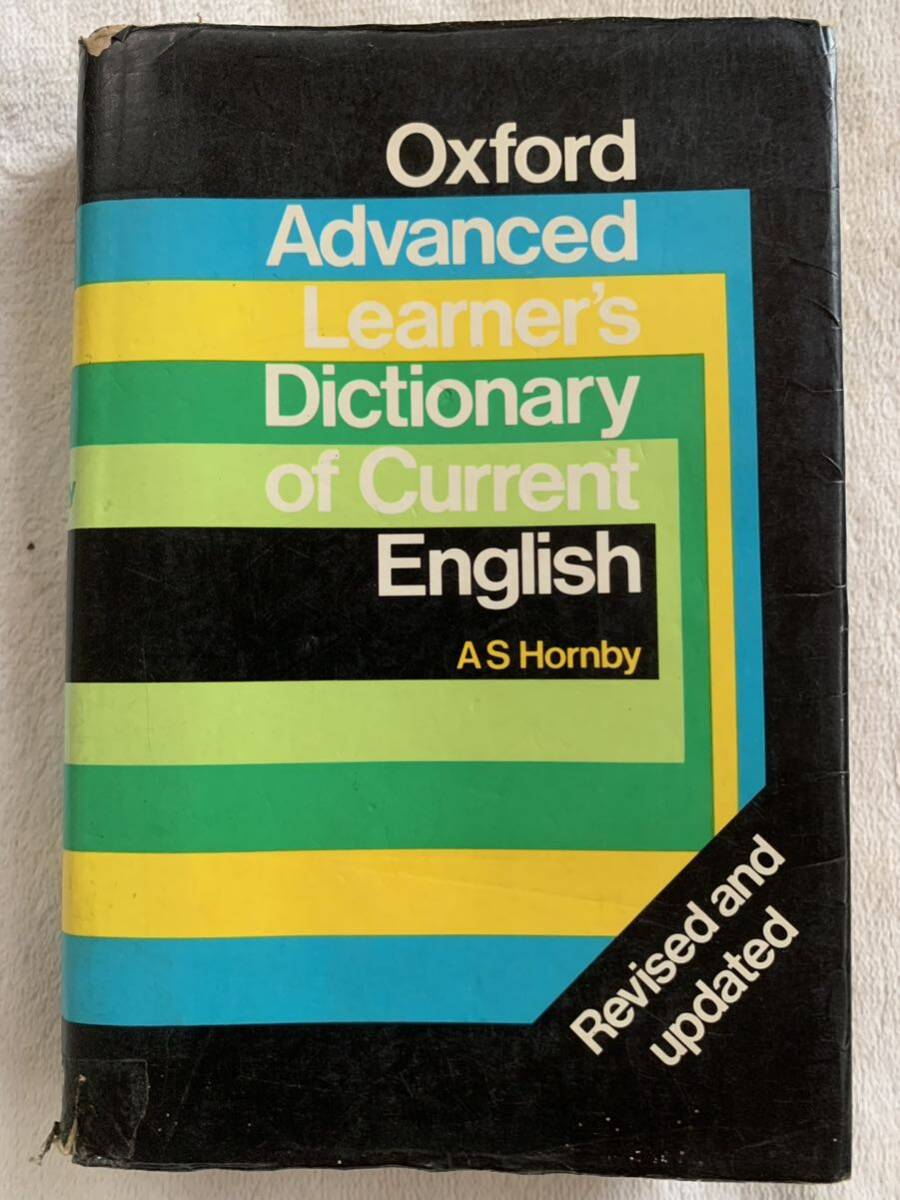 Oxford
Advanced
Learner's
Dictionary
of Current
English
A S Hornby
Revised and
updated
y